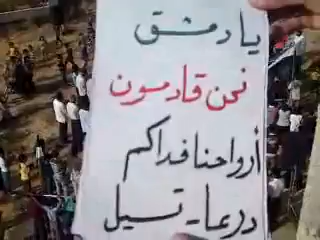 يا دمشق
نحن قادمون
أرواحنا فداكم
درعا - تسيل